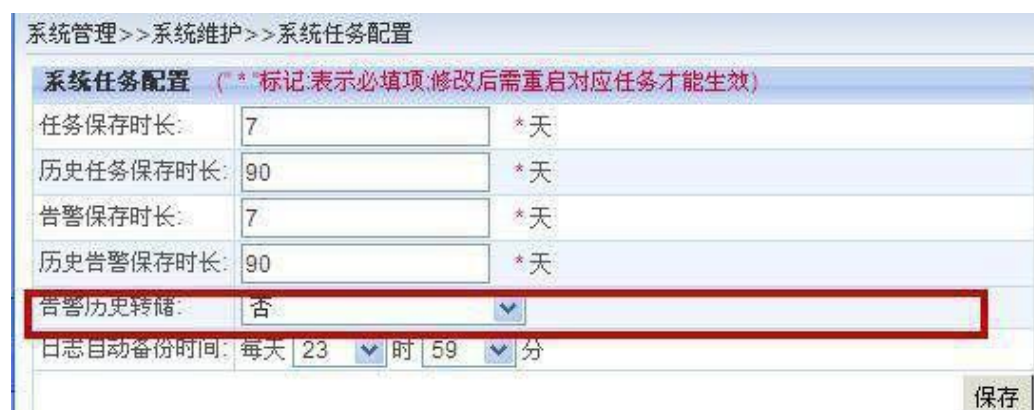 系统管理>>系统维护>>系统任务配置
系统任务配置 ("*"标记:表示必填项;修改后需重启对应任务才能生效)
任务保存时长: 7 *天
历史任务保存时长: 90 *天
告警保存时长: 7 *天
历史告警保存时长: 90 *天
告警历史转储: 否
日志自动备份时间: 每天 23 时 59 分
保存